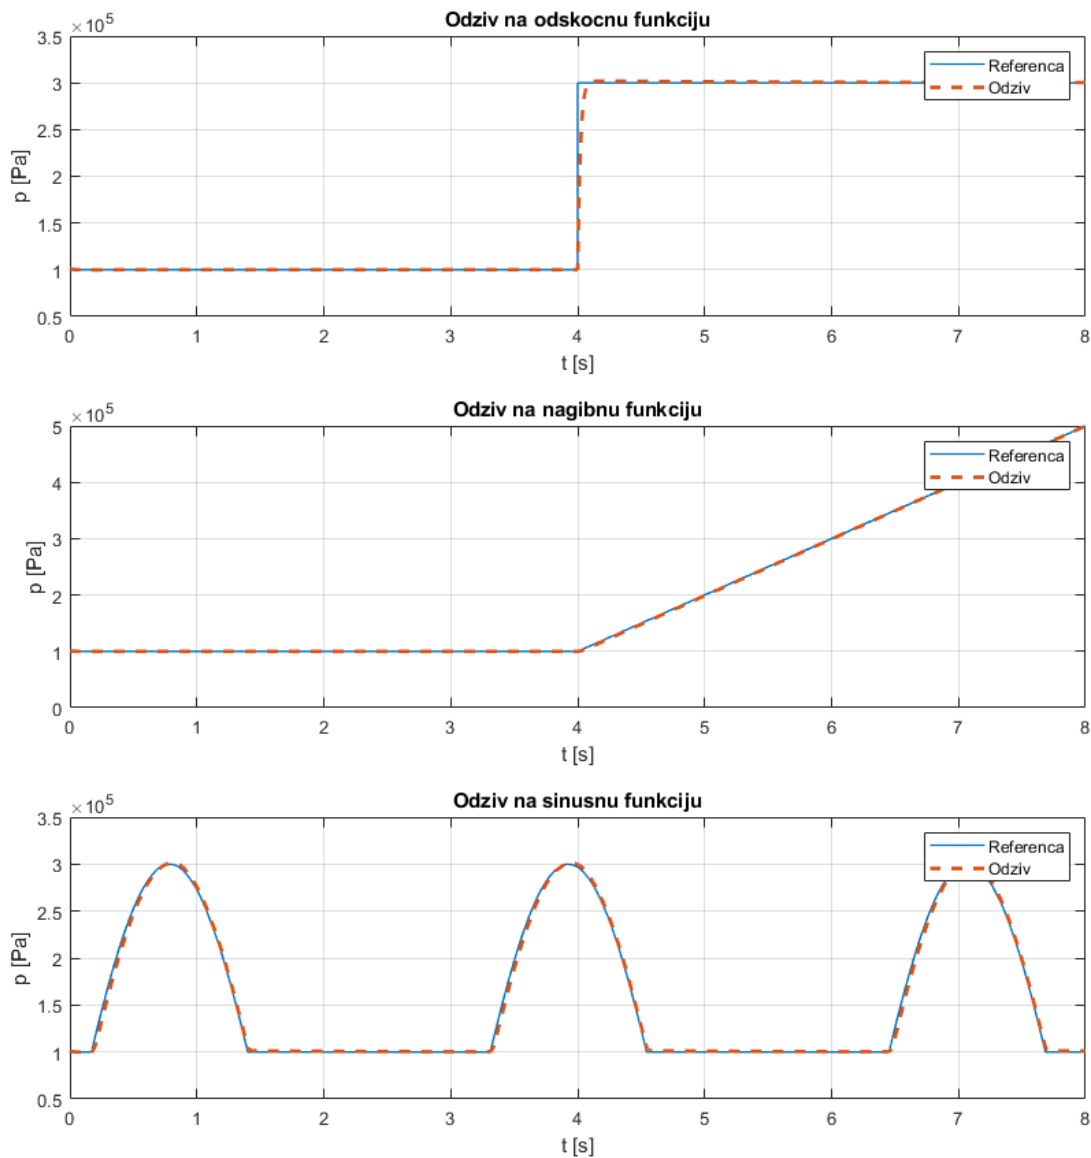 Odziv na odskocnu funkciju
×10^5
3.5
3
2.5
2
1.5
1
0.5
p [Pa]
Referenca
Odziv
0 1 2 3 4 5 6 7 8
t [s]
Odziv na nagibnu funkciju
×10^5
5
4
3
2
1
0
p [Pa]
Referenca
Odziv
0 1 2 3 4 5 6 7 8
t [s]
Odziv na sinusnu funkciju
×10^5
3.5
3
2.5
2
1.5
1
0.5
p [Pa]
Referenca
Odziv
0 1 2 3 4 5 6 7 8
t [s]